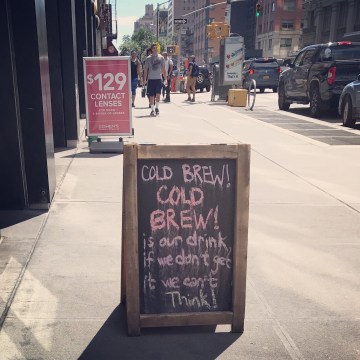 $129
CONTACT
LENSES
COLD BREW!
COLD
BREW!
is our drink,
if we don't get
it we can't
Think!